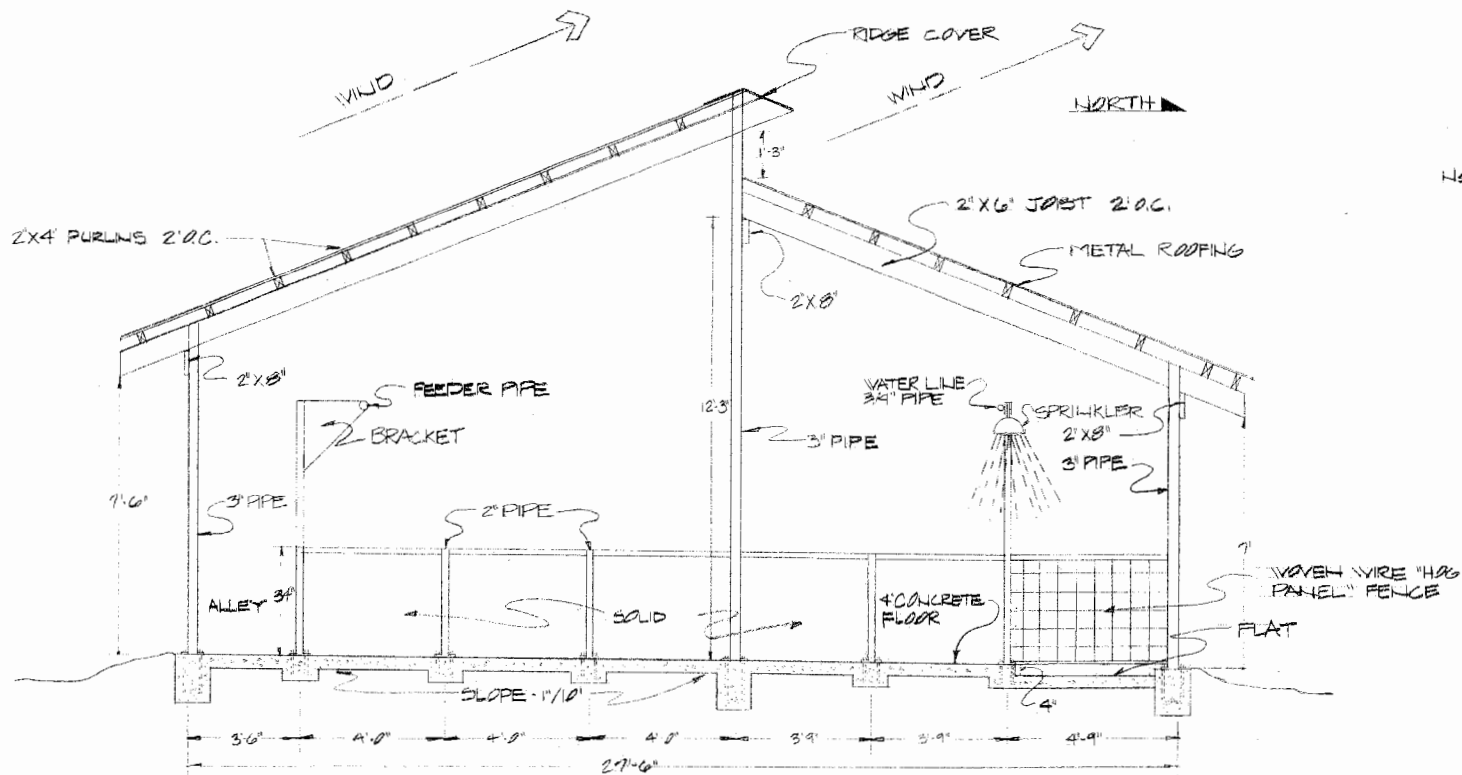 WIND
RIDGE COVER
WIND
NORTH
1'-3"
2"X6" JOIST 2'O.C.
2"X4" PURLINS 2'O.C.
METAL ROOFING
2"X8"
2"X8"
FEEDER PIPE
BRACKET
WATER LINE
3/4" PIPE
SPRINKLER
2"X8"
12'-3"
3" PIPE
3" PIPE
7'-6"
3" PIPE
2" PIPE
7'
ALLEY
34"
SOLID
4" CONCRETE
FLOOR
WOVEN WIRE "HOG
PANEL" FENCE
FLAT
SLOPE - 1"/10'
4"
3'-6"
4'-0"
4'-0"
4'-0"
3'-9"
3'-9"
4'-9"
27'-6"